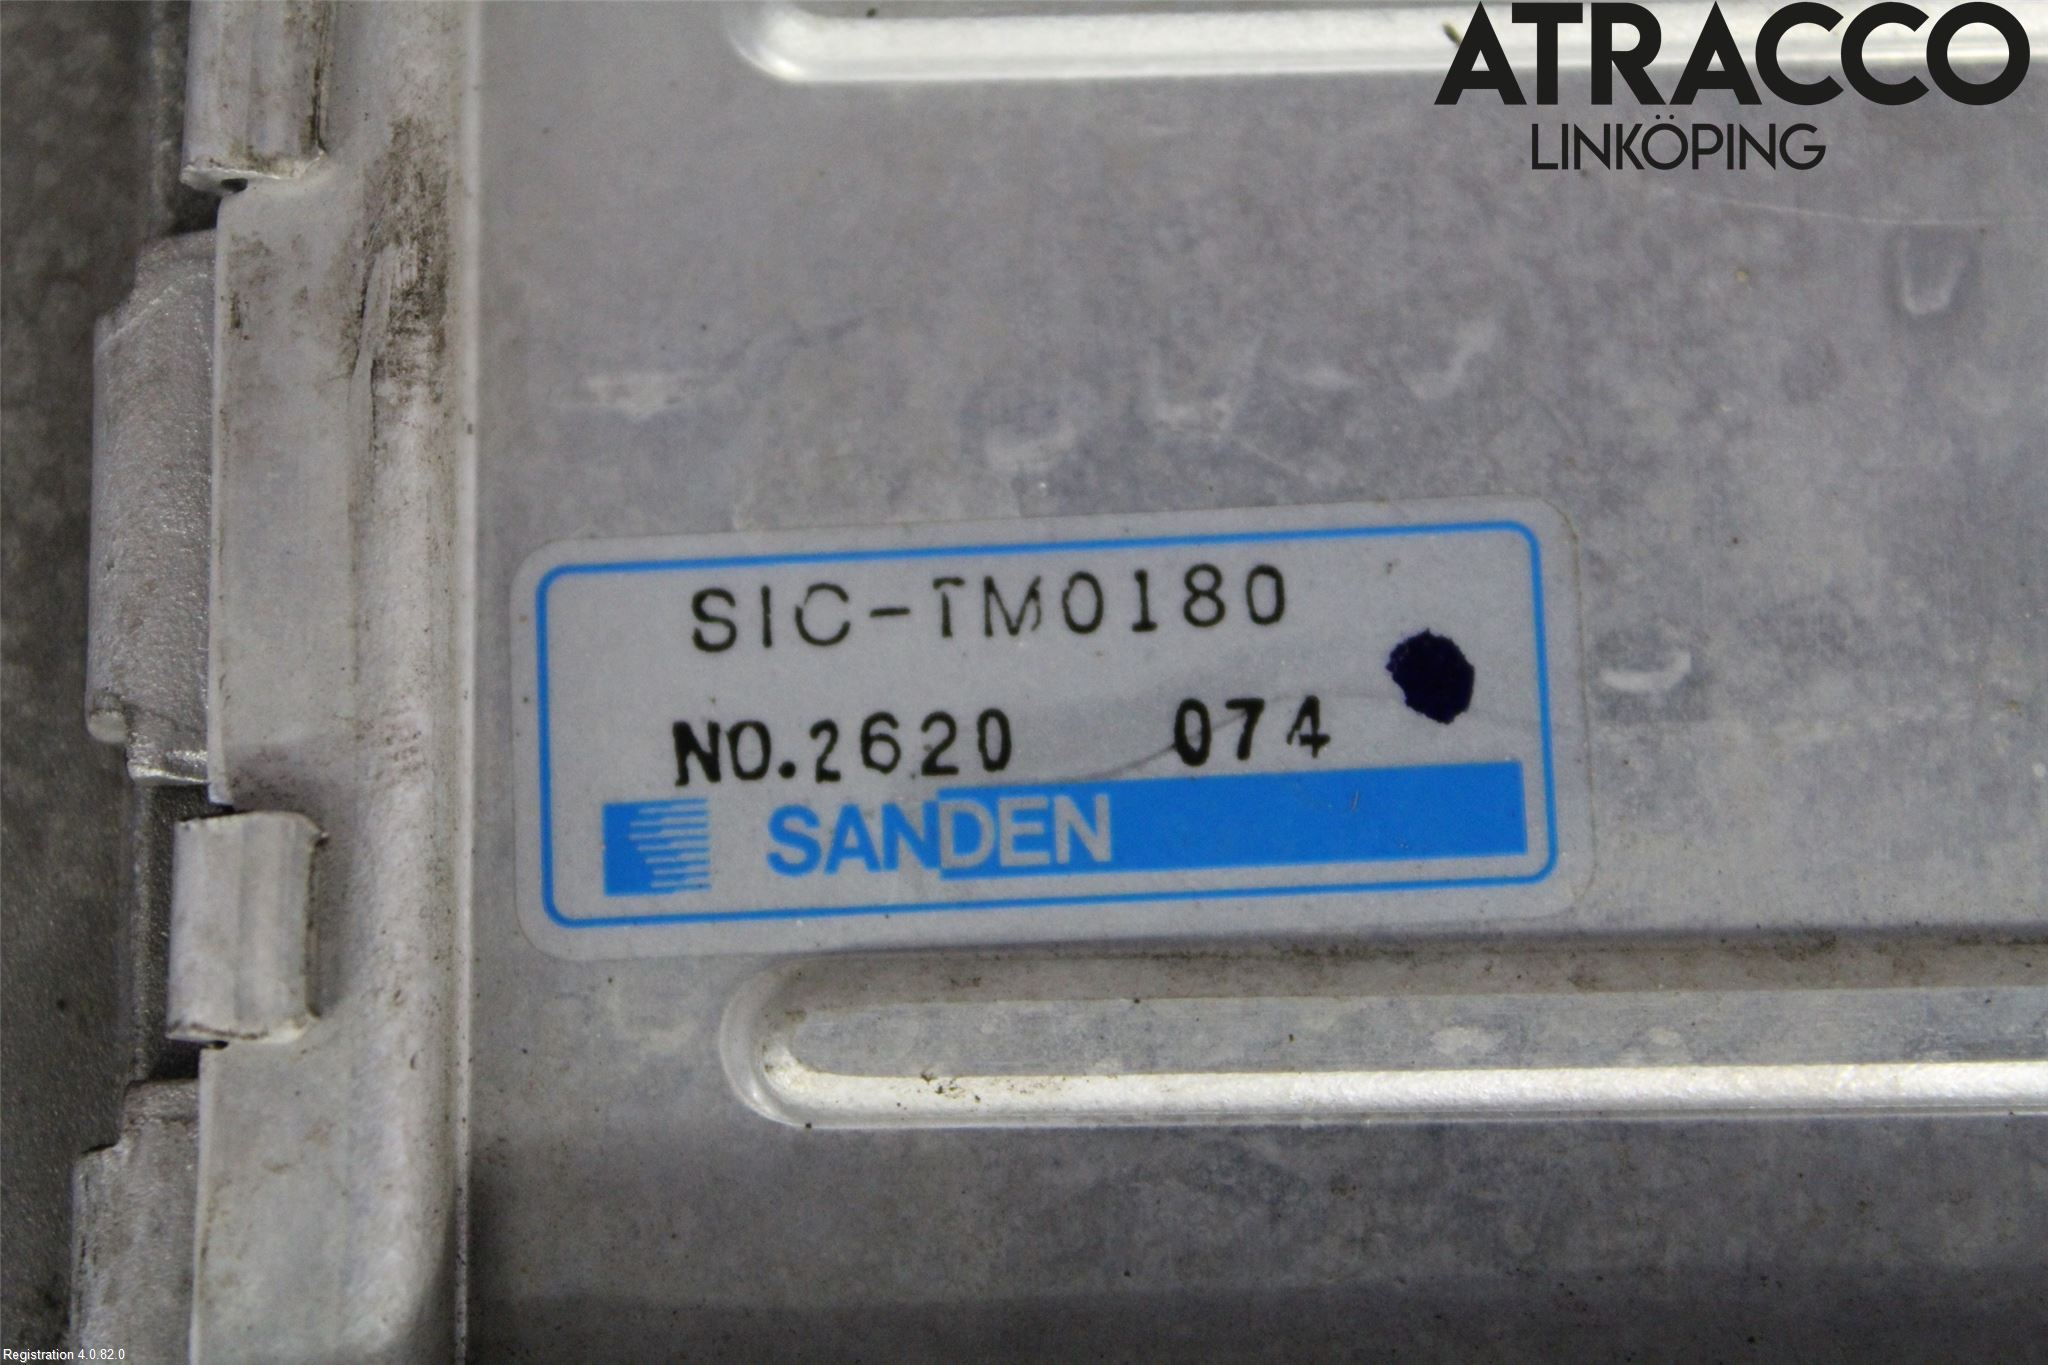 ATRACCO
LINKÖPING
SIC-TM0180
NO.2620 074
SANDEN
Registration 4.0.82.0